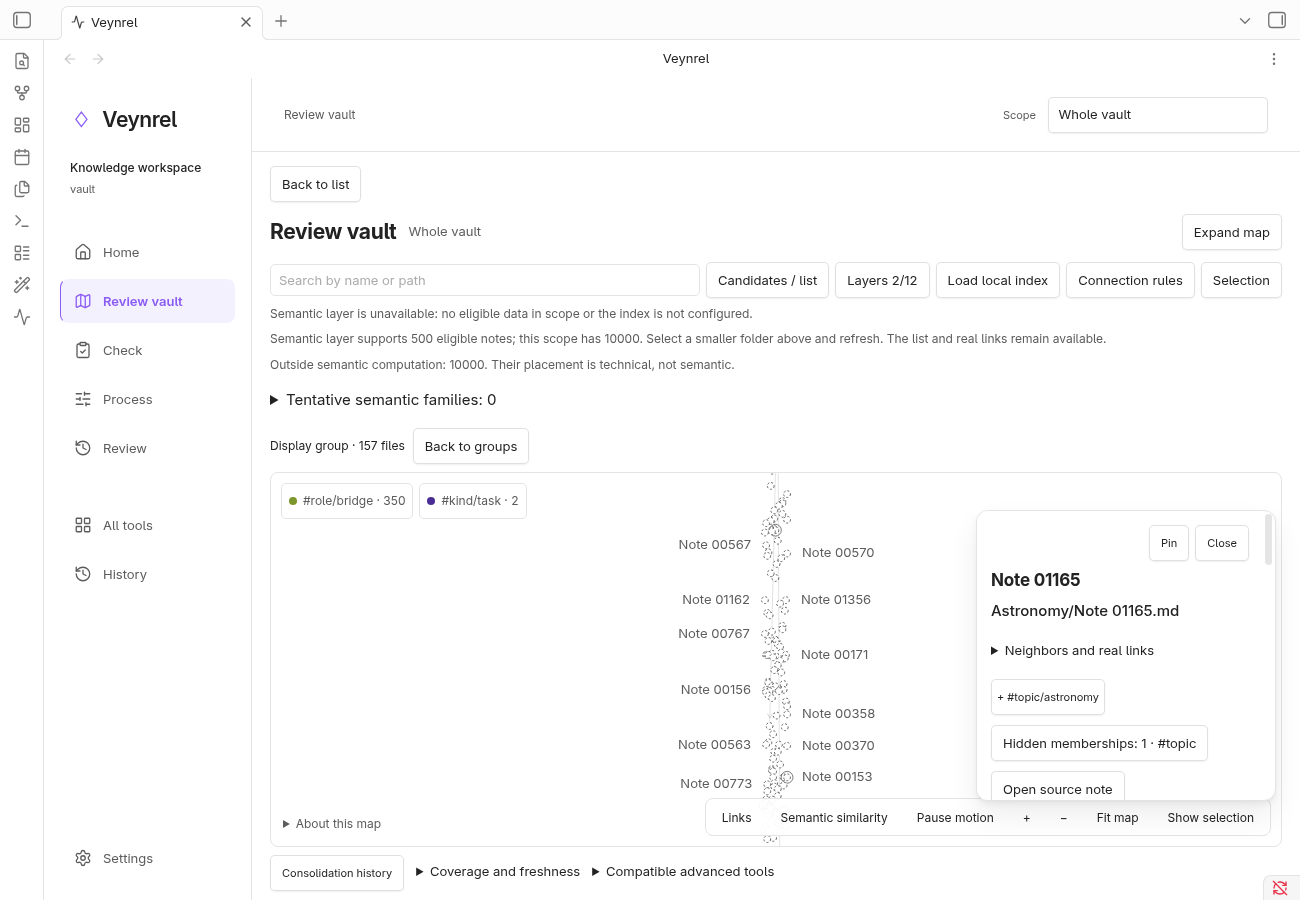 Veynrel
Veynrel
Veynrel
Knowledge workspace
vault
Home
Review vault
Check
Process
Review
All tools
History
Settings
Review vault
Scope
Whole vault
Back to list
Review vault
Whole vault
Expand map
Search by name or path
Candidates / list
Layers 2/12
Load local index
Connection rules
Selection
Semantic layer is unavailable: no eligible data in scope or the index is not configured.
Semantic layer supports 500 eligible notes; this scope has 10000. Select a smaller folder above and refresh. The list and real links remain available.
Outside semantic computation: 10000. Their placement is technical, not semantic.
Tentative semantic families: 0
Display group · 157 files
Back to groups
#role/bridge · 350
#kind/task · 2
Note 00567
Note 00570
Note 01162
Note 01356
Note 00767
Note 00171
Note 00156
Note 00358
Note 00563
Note 00370
Note 00773
Note 00153
Pin
Close
Note 01165
Astronomy/Note 01165.md
Neighbors and real links
+ #topic/astronomy
Hidden memberships: 1 · #topic
Open source note
About this map
Links
Semantic similarity
Pause motion
+
−
Fit map
Show selection
Consolidation history
Coverage and freshness
Compatible advanced tools